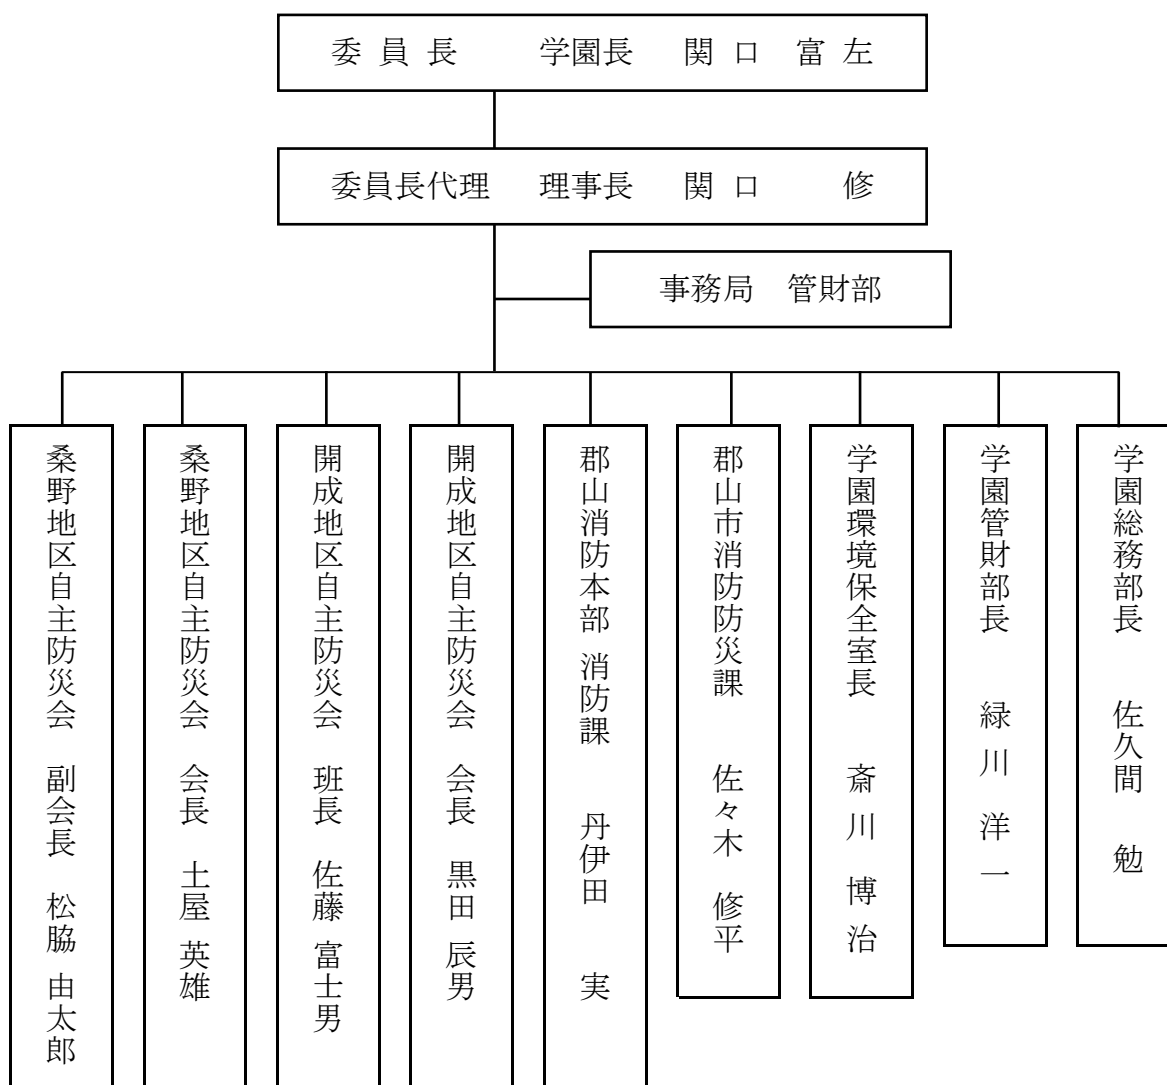 委員長 学園長 関口 富左
委員長代理 理事長 関口 修
事務局 管財部
学園総務部長 佐久間 勉
学園管財部長 緑川 洋一
学園環境保全室長 斎川 博治
郡山市消防防災課 佐々木 修平
郡山消防本部 消防課 丹伊田 実
開成地区自主防災会 会長 黒田 辰男
開成地区自主防災会 班長 佐藤 富士男
桑野地区自主防災会 会長 土屋 英雄
桑野地区自主防災会 副会長 松脇 由太郎